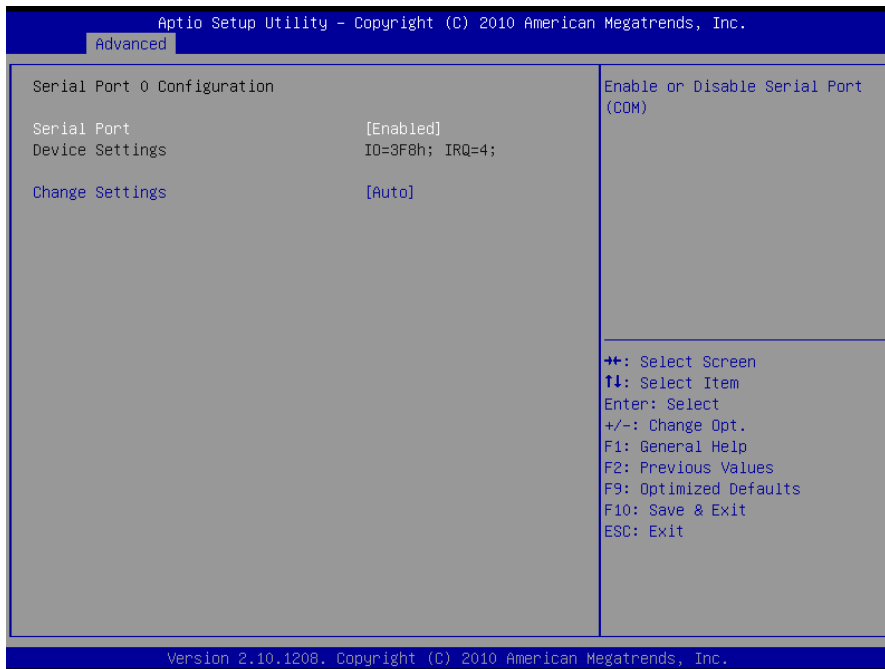 Aptio Setup Utility – Copyright (C) 2010 American Megatrends, Inc.
Advanced
Serial Port 0 Configuration
Serial Port [Enabled]
Device Settings IO=3F8h; IRQ=4;
Change Settings [Auto]
Enable or Disable Serial Port
(COM)
→←: Select Screen
↑↓: Select Item
Enter: Select
+/-: Change Opt.
F1: General Help
F2: Previous Values
F9: Optimized Defaults
F10: Save & Exit
ESC: Exit
Version 2.10.1208. Copyright (C) 2010 American Megatrends, Inc.